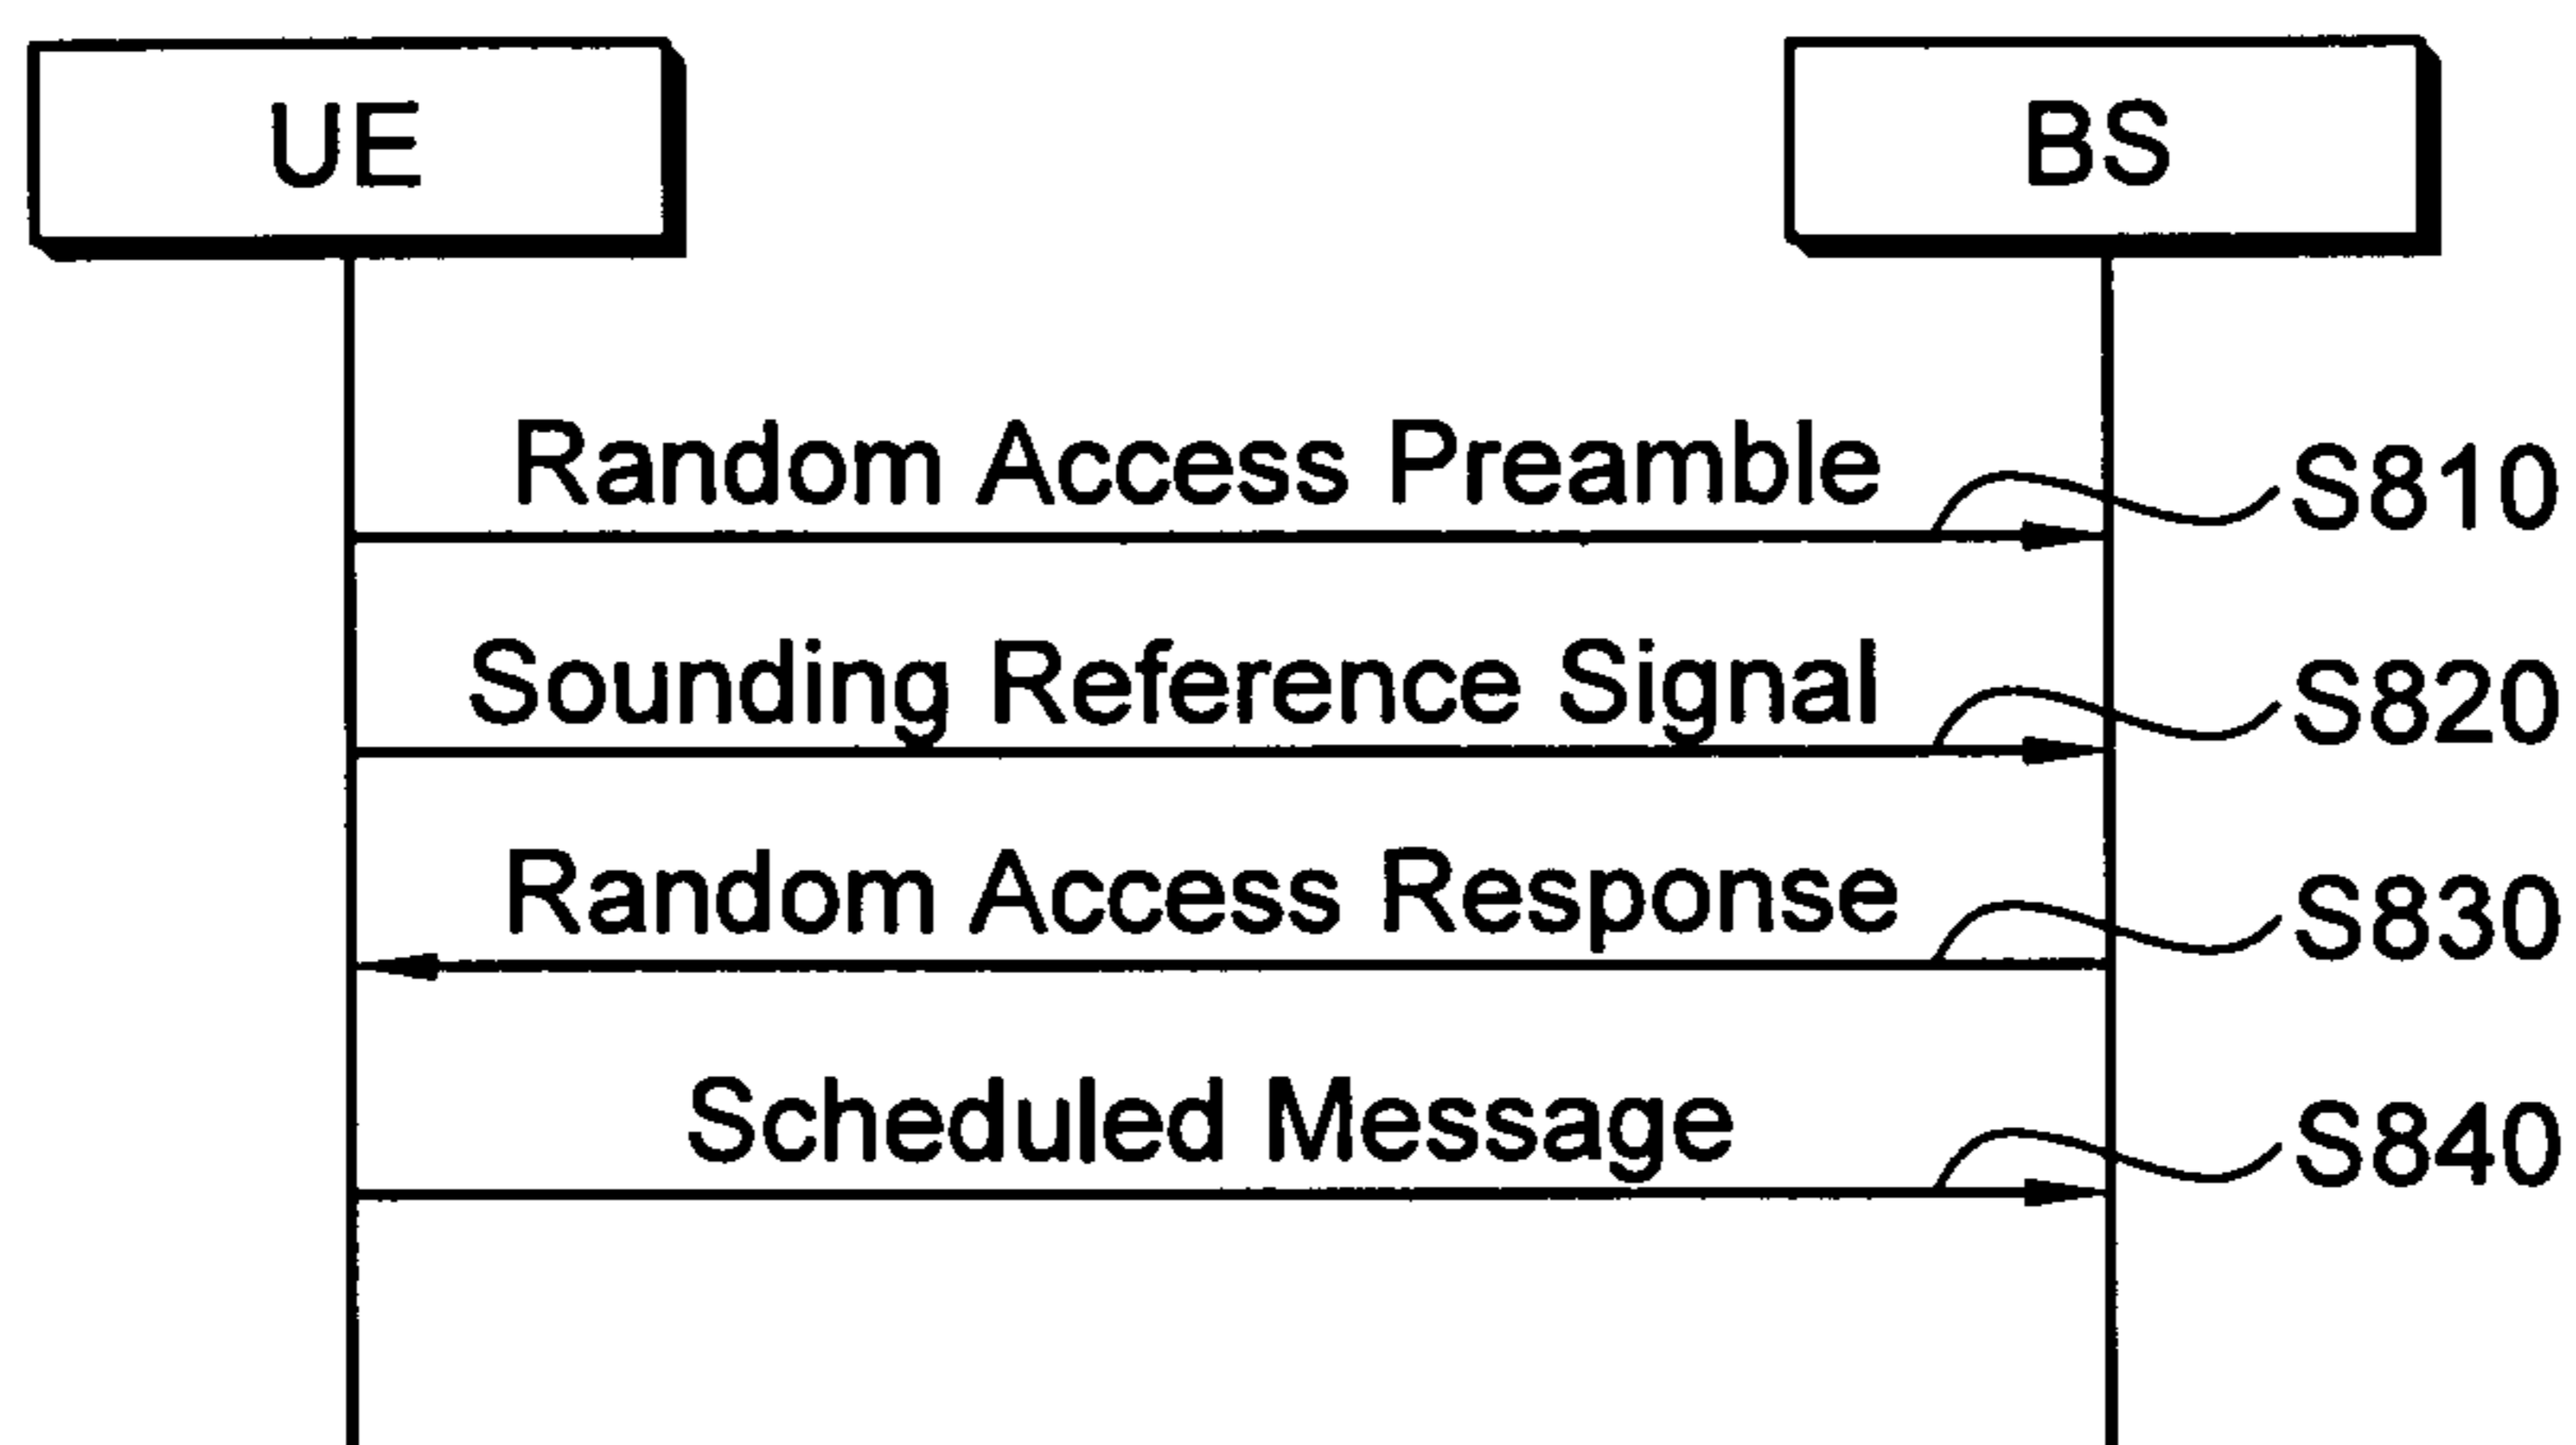 UE
BS
Random Access Preamble
S810
Sounding Reference Signal
S820
Random Access Response
S830
Scheduled Message
S840